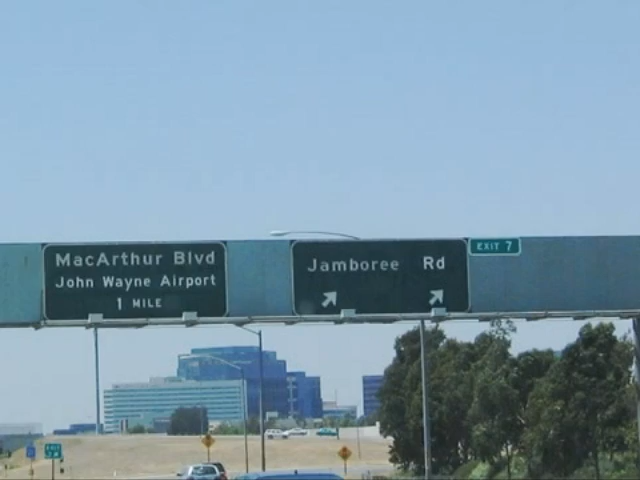 MacArthur Blvd
John Wayne Airport
1 MILE
Jamboree Rd
EXIT 7